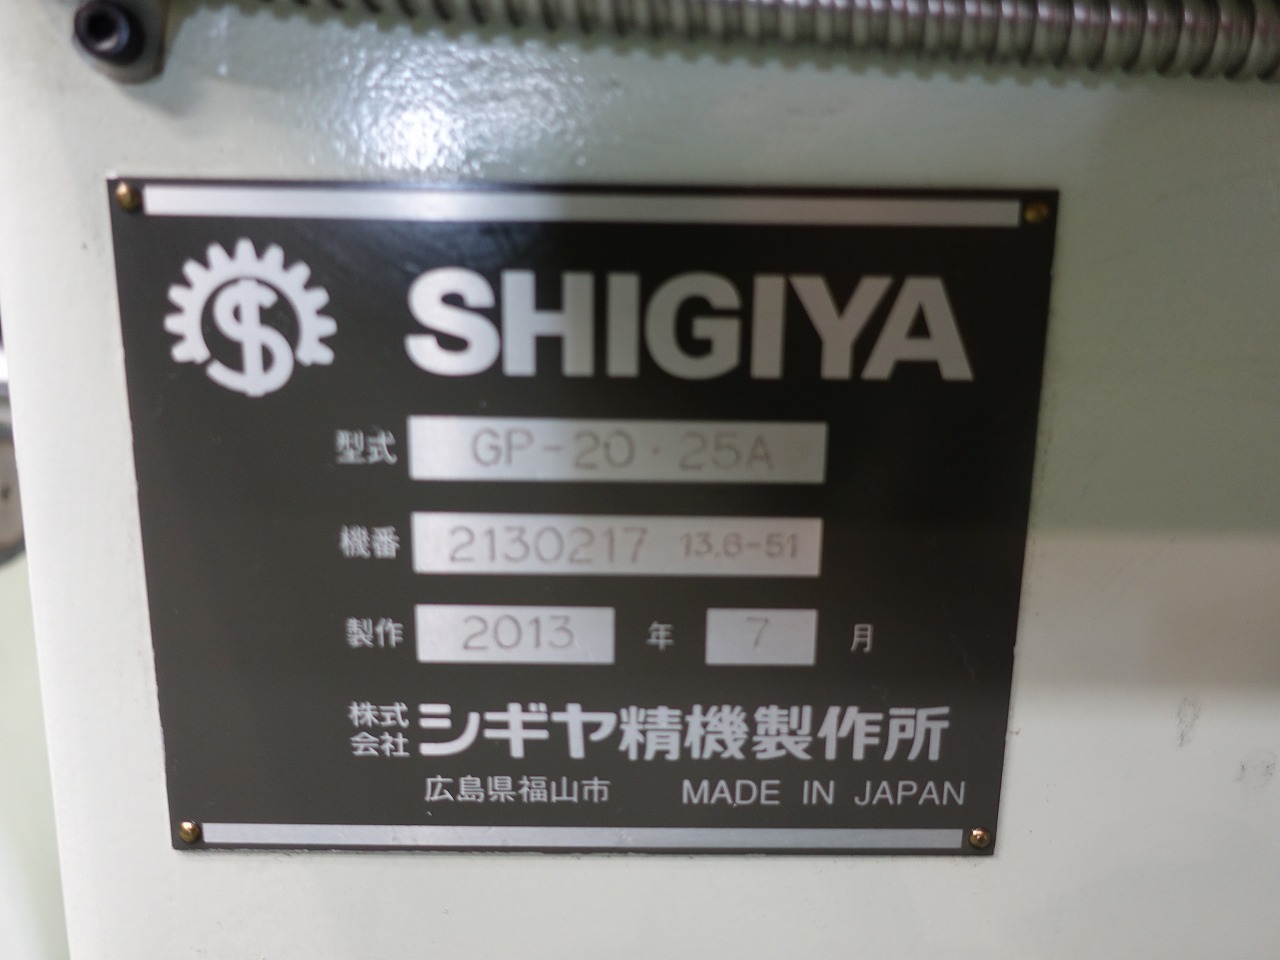 SHIGIYA
型式 GP-20・25A
機番 2130217 13,6-51
製作 2013 年 7 月
株式会社 シギヤ精機製作所
広島県福山市 MADE IN JAPAN